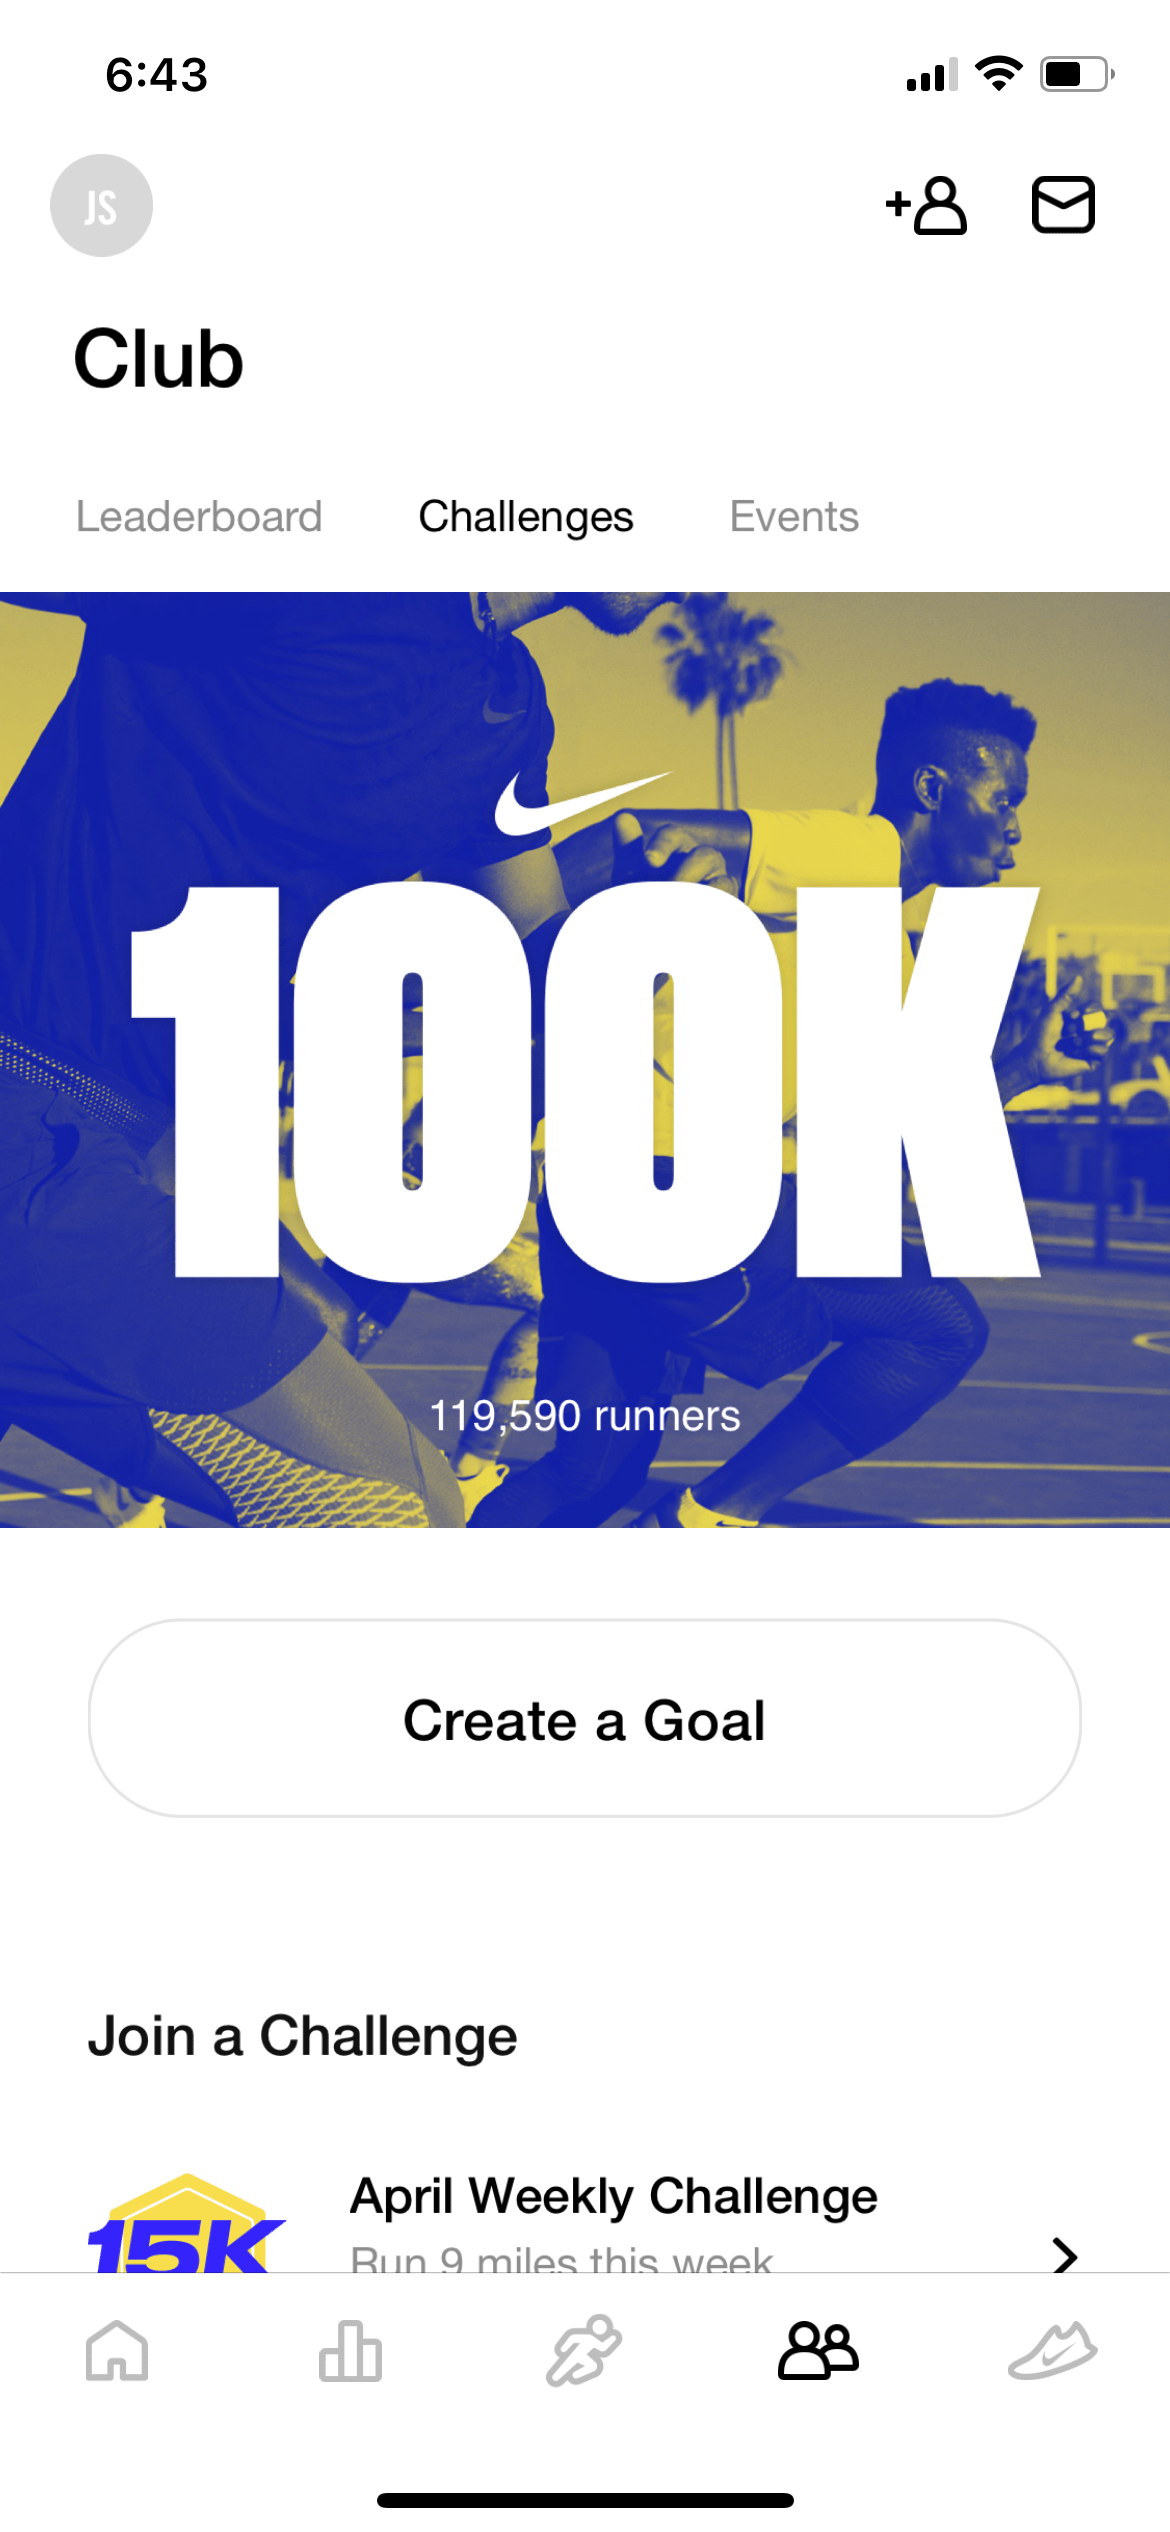 6:43
JS
Club
Leaderboard Challenges Events
100K
119,590 runners
Create a Goal
Join a Challenge
April Weekly Challenge
15K
Run 9 miles this week